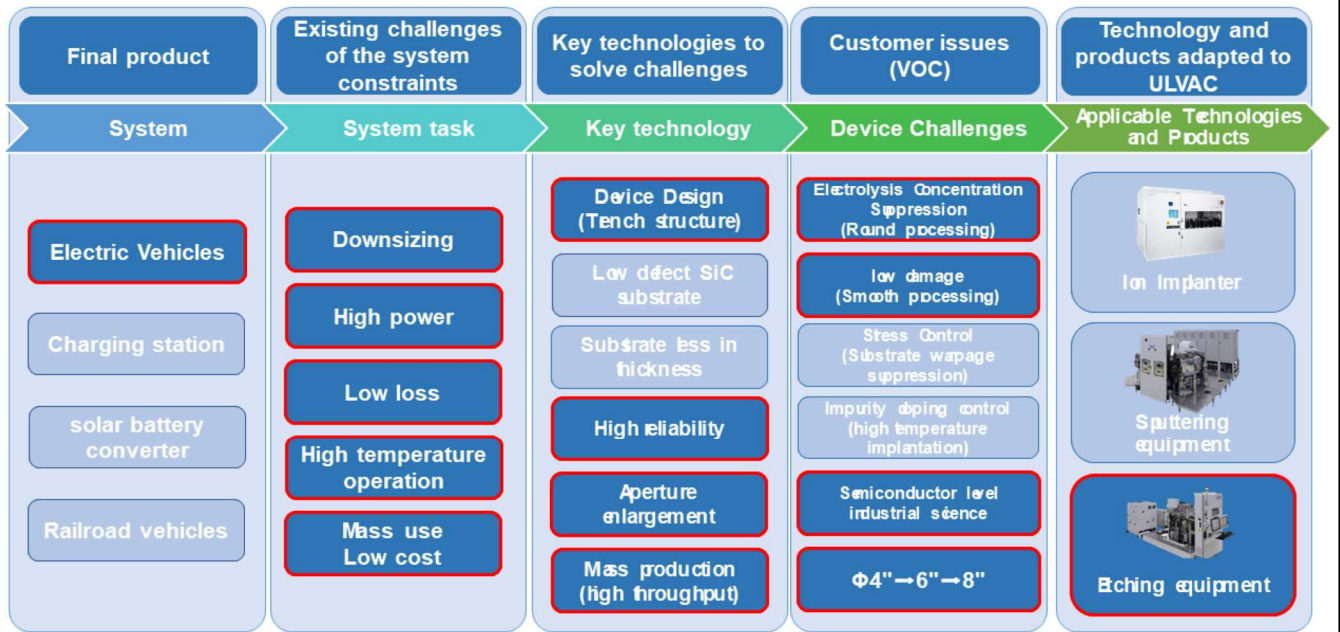 Final product
Existing challenges
of the system
constraints
Key technologies to
solve challenges
Customer issues
(VOC)
Technology and
products adapted to
ULVAC
System
System task
Key technology
Device Challenges
Applicable Technologies
and Products
Electric Vehicles
Charging station
solar battery
converter
Railroad vehicles
Downsizing
High power
Low loss
High temperature
operation
Mass use
Low cost
Device Design
(Trench structure)
Low defect SiC
substrate
Substrate less in
thickness
High reliability
Aperture
enlargement
Mass production
(high throughput)
Electrolysis Concentration
Suppression
(Round processing)
low damage
(Smooth processing)
Stress Control
(Substrate warpage
suppression)
Impurity doping control
(high temperature
implantation)
Semiconductor level
industrial science
Φ4"→6"→8"
Ion Implanter
Sputtering
equipment
Etching equipment